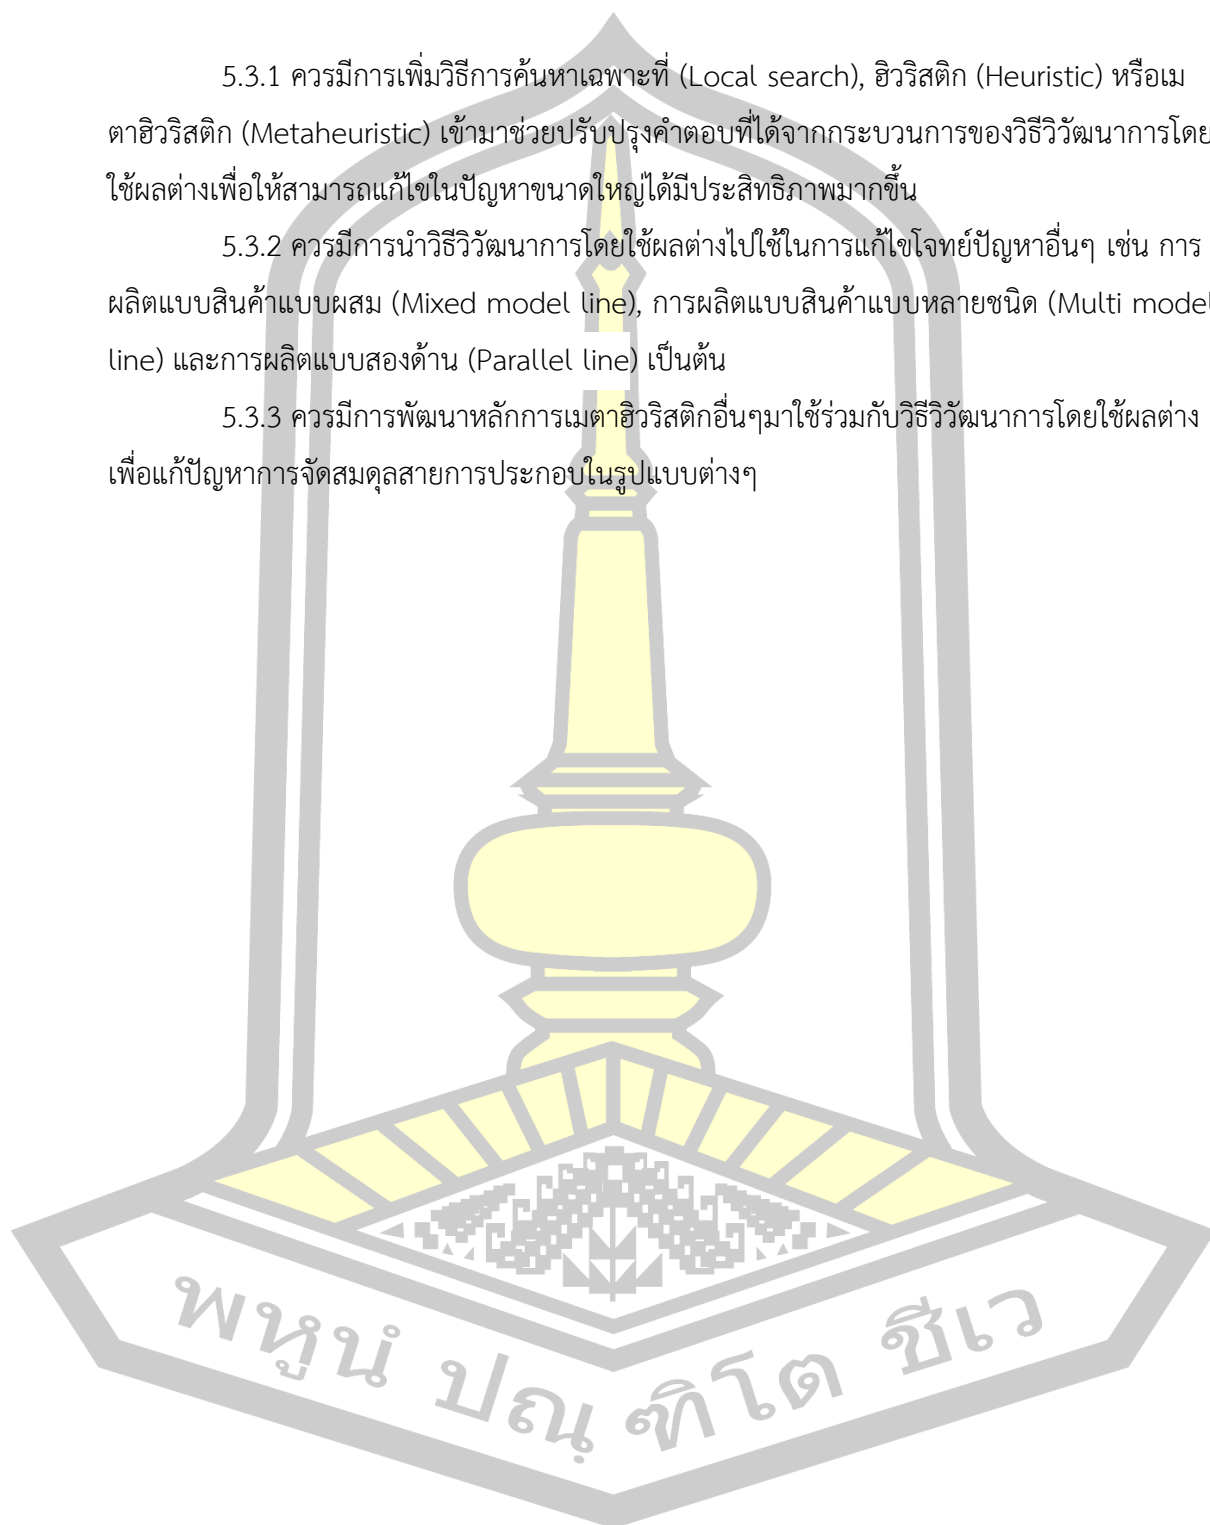 5.3.1 ควรมีการเพิ่มวิธีการค้นหาเฉพาะที่ (Local search), ฮิวริสติก (Heuristic) หรือเม
ตาฮิวริสติก (Metaheuristic) เข้ามาช่วยปรับปรุงคำตอบที่ได้จากกระบวนการของวิธีวิวัฒนาการโดย
ใช้ผลต่างเพื่อให้สามารถแก้ไขในปัญหาขนาดใหญ่ได้มีประสิทธิภาพมากขึ้น
5.3.2 ควรมีการนำวิธีวิวัฒนาการโดยใช้ผลต่างไปใช้ในการแก้ไขโจทย์ปัญหาอื่นๆ เช่น การ
ผลิตแบบสินค้าแบบผสม (Mixed model line), การผลิตแบบสินค้าแบบหลายชนิด (Multi model
line) และการผลิตแบบสองด้าน (Parallel line) เป็นต้น
5.3.3 ควรมีการพัฒนาหลักการเมตาฮิวริสติกอื่นๆมาใช้ร่วมกับวิธีวิวัฒนาการโดยใช้ผลต่าง
เพื่อแก้ปัญหาการจัดสมดุลสายการประกอบในรูปแบบต่างๆ
พหูนํ ปณฺ ฑิโต ชีเว